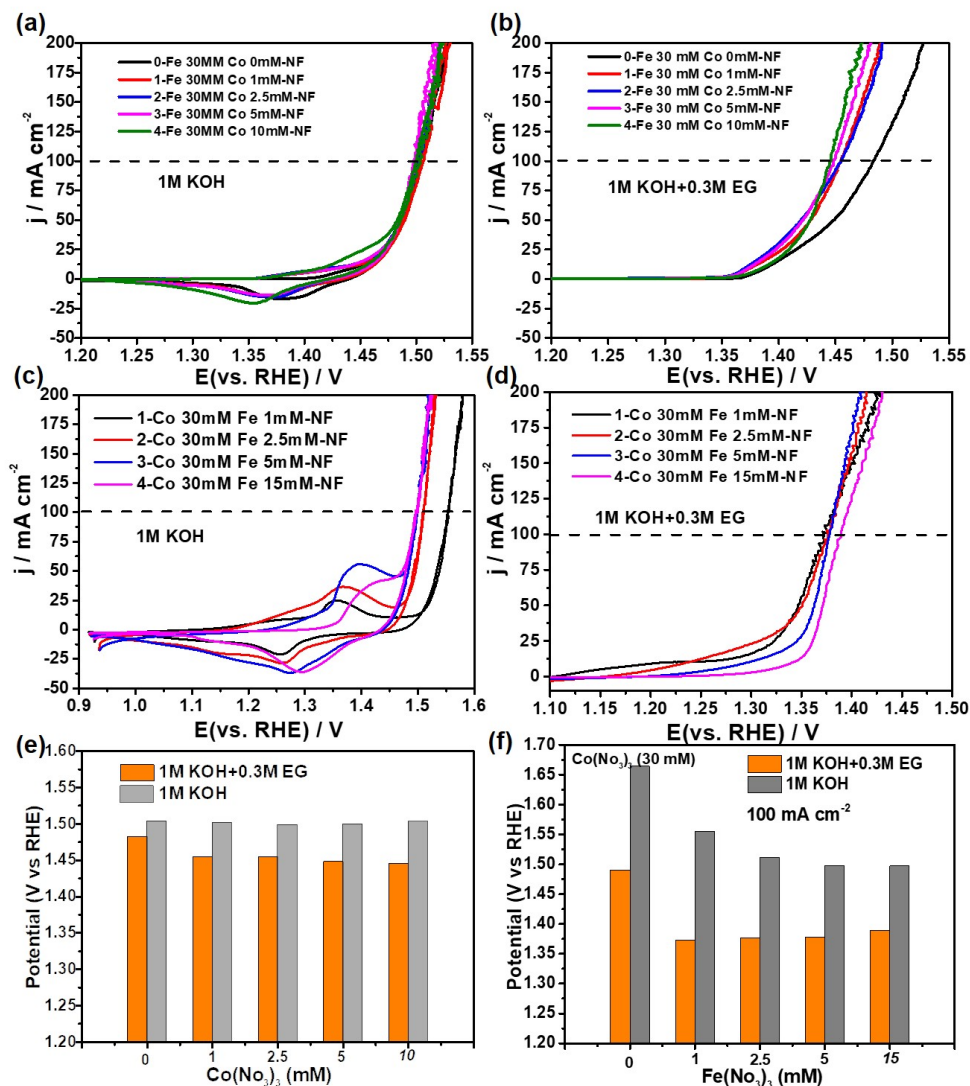 (a)
200
175
150
125
100
75
50
25
0
-25
-50
j / mA cm⁻²
0-Fe 30MM Co 0mM-NF
1-Fe 30MM Co 1mM-NF
2-Fe 30MM Co 2.5mM-NF
3-Fe 30MM Co 5mM-NF
4-Fe 30MM Co 10mM-NF
1M KOH
1.20 1.25 1.30 1.35 1.40 1.45 1.50 1.55
E(vs. RHE) / V
(b)
200
175
150
125
100
75
50
25
0
-25
-50
j / mA cm⁻²
0-Fe 30 mM Co 0mM-NF
1-Fe 30 mM Co 1mM-NF
2-Fe 30 mM Co 2.5mM-NF
3-Fe 30 mM Co 5mM-NF
4-Fe 30 mM Co 10mM-NF
1M KOH+0.3M EG
1.20 1.25 1.30 1.35 1.40 1.45 1.50 1.55
E(vs. RHE) / V
(c)
200
175
150
125
100
75
50
25
0
-25
-50
j / mA cm⁻²
1-Co 30mM Fe 1mM-NF
2-Co 30mM Fe 2.5mM-NF
3-Co 30mM Fe 5mM-NF
4-Co 30mM Fe 15mM-NF
1M KOH
0.9 1.0 1.1 1.2 1.3 1.4 1.5 1.6
E(vs. RHE) / V
(d)
200
175
150
125
100
75
50
25
0
j / mA cm⁻²
1-Co 30mM Fe 1mM-NF
2-Co 30mM Fe 2.5mM-NF
3-Co 30mM Fe 5mM-NF
4-Co 30mM Fe 15mM-NF
1M KOH+0.3M EG
1.10 1.15 1.20 1.25 1.30 1.35 1.40 1.45 1.50
E(vs. RHE) / V
(e)
1.60
1.55
1.50
1.45
1.40
1.35
1.30
1.25
1.20
Potential (V vs RHE)
1M KOH+0.3M EG
1M KOH
0 1 2.5 5 10
Co(No₃)₃ (mM)
(f)
1.70
1.65
1.60
1.55
1.50
1.45
1.40
1.35
1.30
1.25
1.20
Potential (V vs RHE)
Co(No₃)₃ (30 mM)
1M KOH+0.3M EG
1M KOH
100 mA cm⁻²
0 1 2.5 5 15
Fe(No₃)₃ (mM)